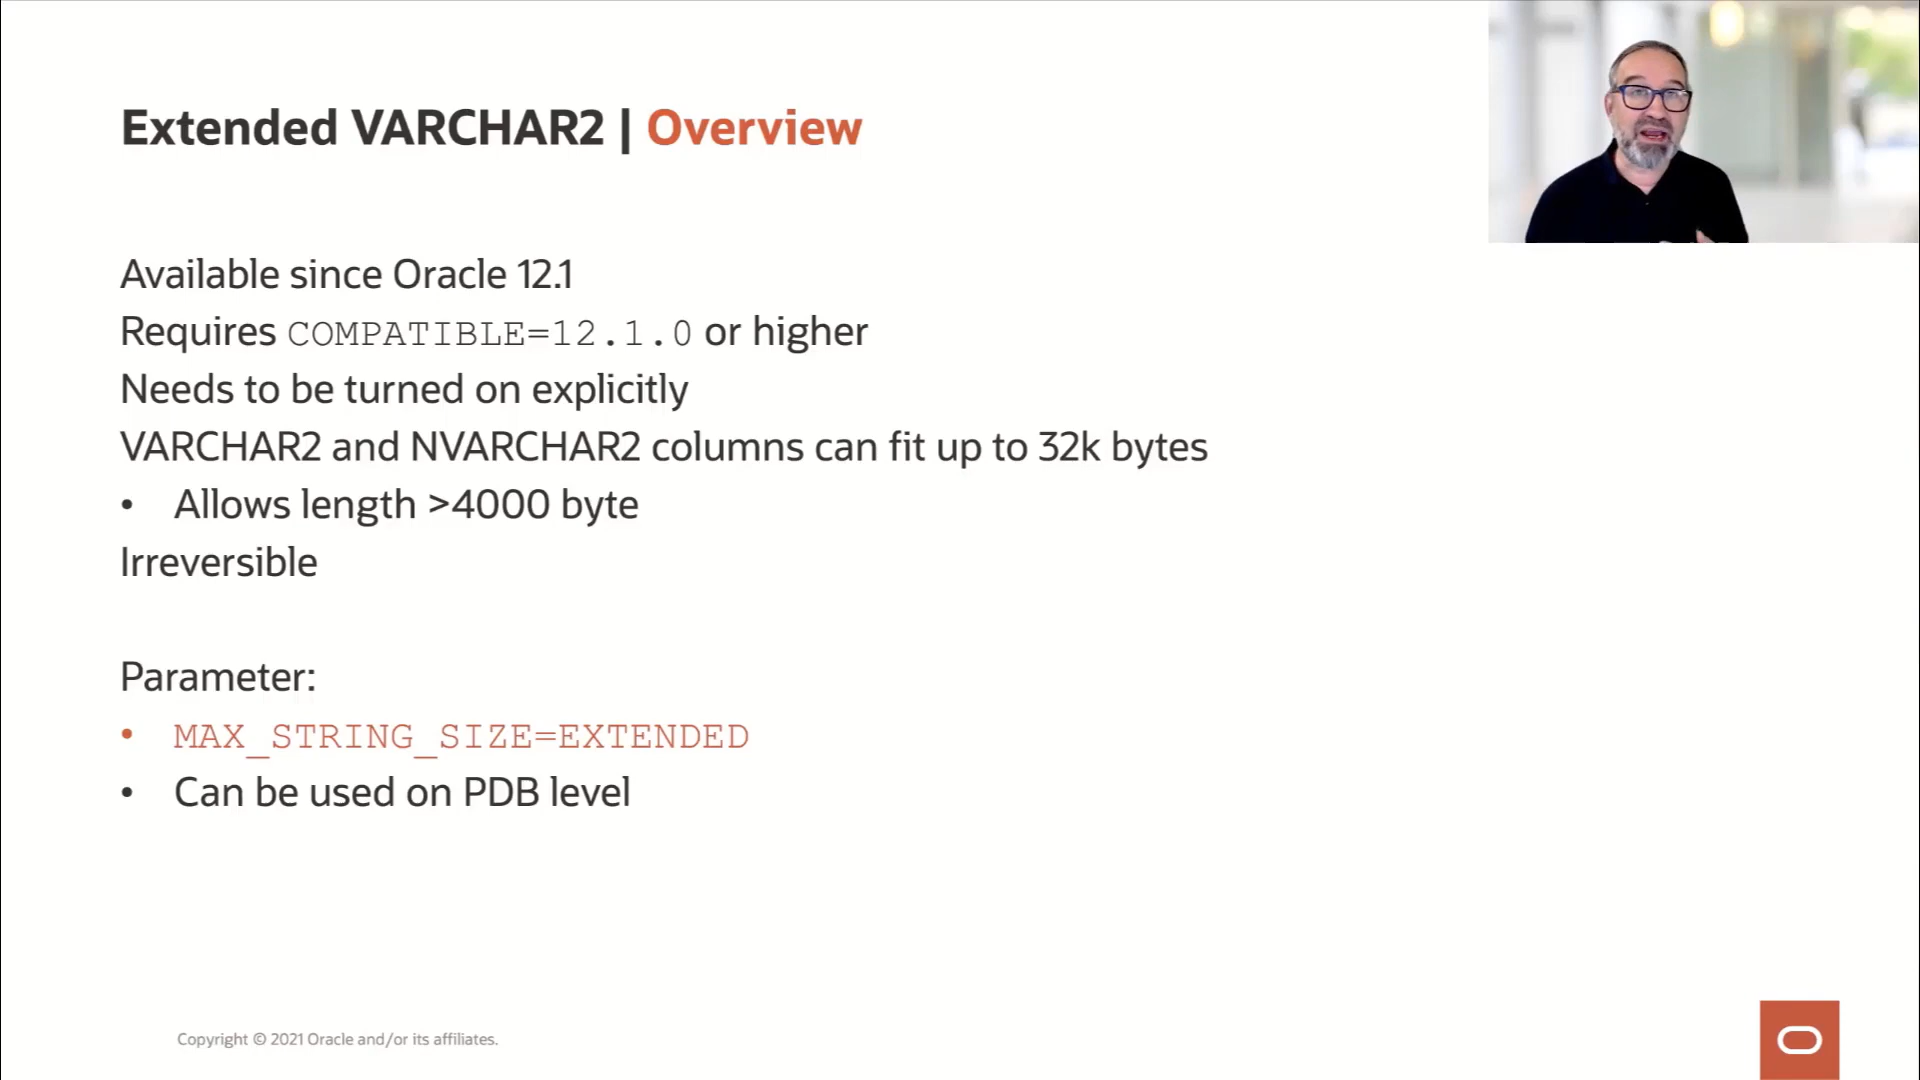 Extended VARCHAR2 | Overview
Available since Oracle 12.1
Requires COMPATIBLE=12.1.0 or higher
Needs to be turned on explicitly
VARCHAR2 and NVARCHAR2 columns can fit up to 32k bytes
• Allows length >4000 byte
Irreversible
Parameter:
• MAX_STRING_SIZE=EXTENDED
• Can be used on PDB level
Copyright © 2021 Oracle and/or its affiliates.